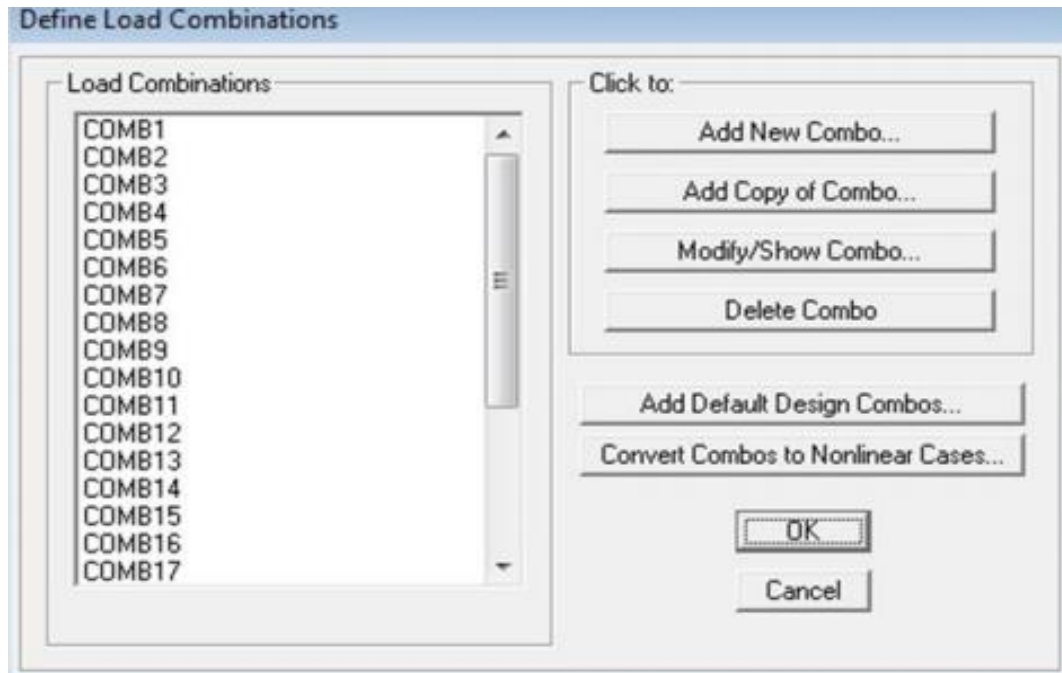 Define Load Combinations
Load Combinations
COMB1
COMB2
COMB3
COMB4
COMB5
COMB6
COMB7
COMB8
COMB9
COMB10
COMB11
COMB12
COMB13
COMB14
COMB15
COMB16
COMB17
Click to:
Add New Combo...
Add Copy of Combo...
Modify/Show Combo...
Delete Combo
Add Default Design Combos...
Convert Combos to Nonlinear Cases...
OK
Cancel